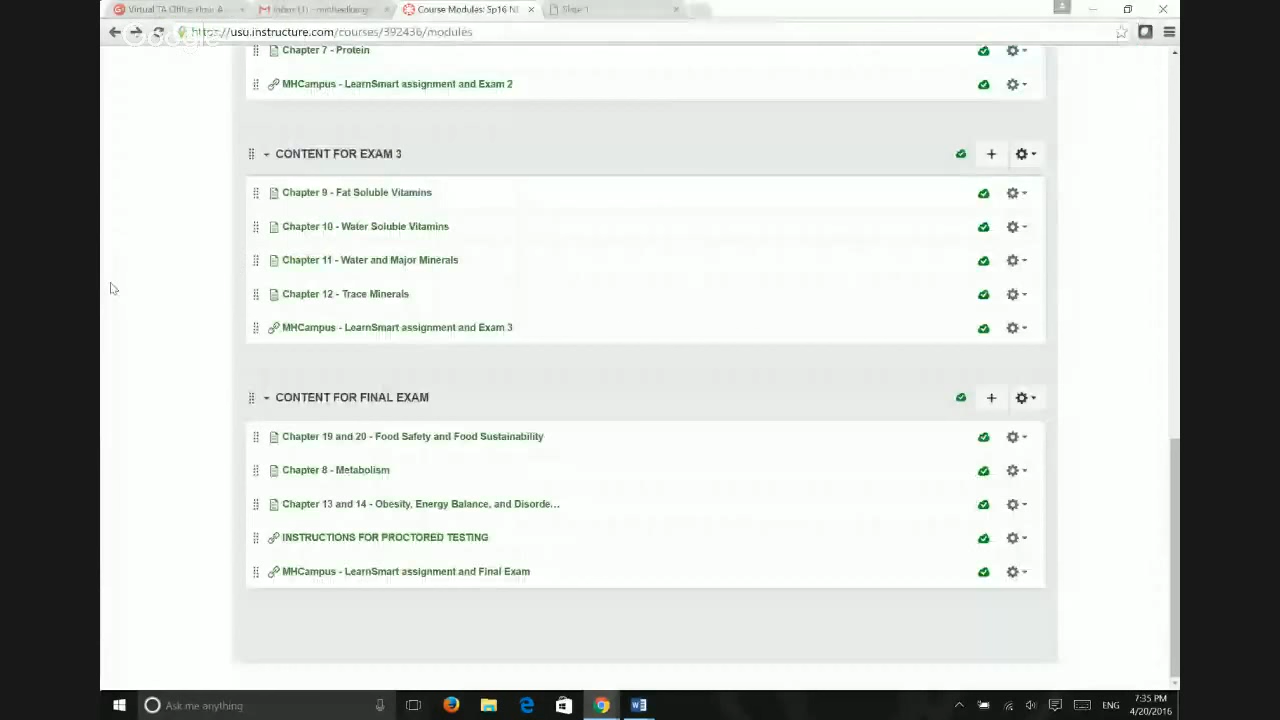 Virtual TA Office Hour A
Course Modules: Sp16 N
Slide 1
https://usu.instructure.com/courses/392436/modules
Google
Chapter 7 - Protein
MHCampus - LearnSmart assignment and Exam 2
CONTENT FOR EXAM 3
Chapter 9 - Fat Soluble Vitamins
Chapter 10 - Water Soluble Vitamins
Chapter 11 - Water and Major Minerals
Chapter 12 - Trace Minerals
MHCampus - LearnSmart assignment and Exam 3
CONTENT FOR FINAL EXAM
Chapter 19 and 20 - Food Safety and Food Sustainability
Chapter 8 - Metabolism
Chapter 13 and 14 - Obesity, Energy Balance, and Disorde...
INSTRUCTIONS FOR PROCTORED TESTING
MHCampus - LearnSmart assignment and Final Exam
Ask me anything
ENG
7:35 PM
4/20/2016